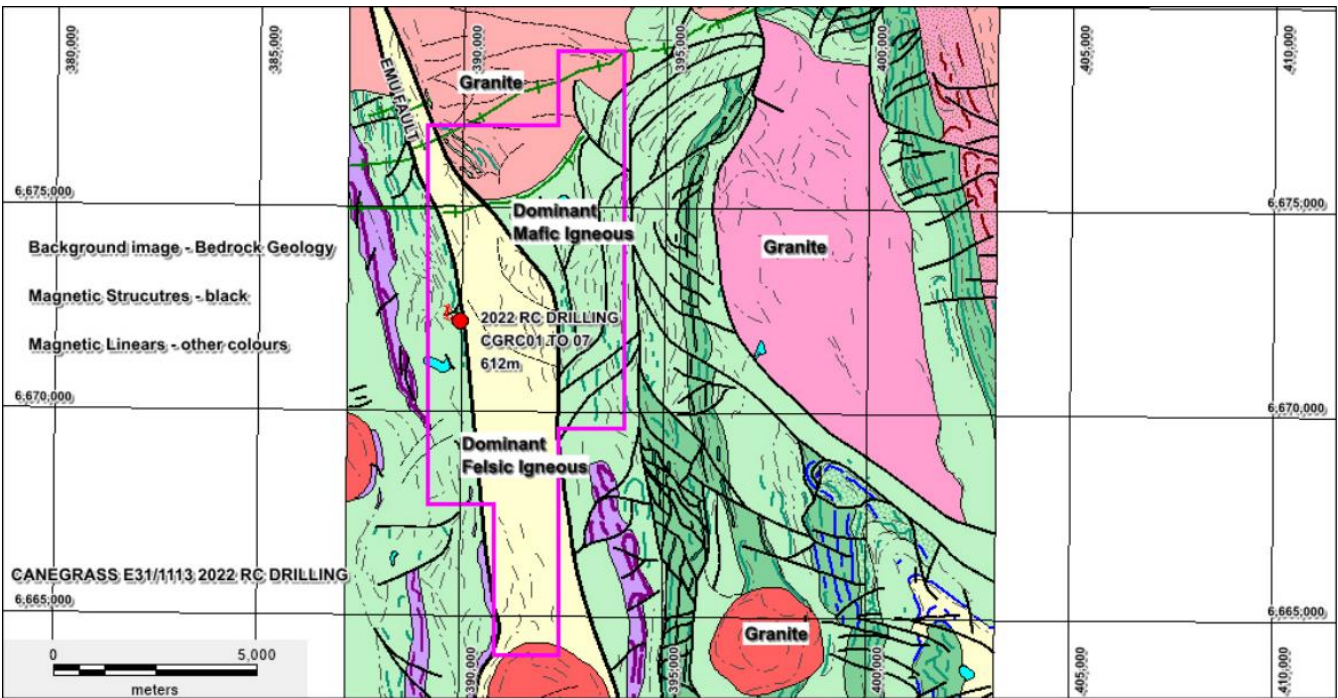 380,000
385,000
390,000
395,000
400,000
405,000
410,000
EMU FAULT
Granite
6,675,000
6,675,000
Dominant
Mafic Igneous
Background image - Bedrock Geology
Granite
Magnetic Strucutres - black
2022 RC DRILLING
CGRC01 TO 07
612m
Magnetic Linears - other colours
6,670,000
6,670,000
Dominant
Felsic Igneous
CANEGRASS E31/1113 2022 RC DRILLING
6,665,000
6,665,000
Granite
0 5,000
meters
390,000
395,000
400,000
405,000
410,000